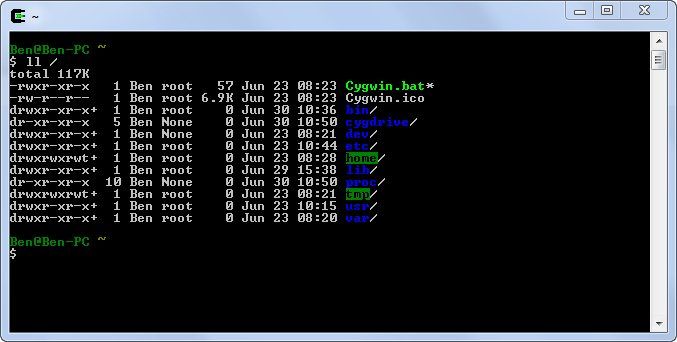 ~
Ben@Ben-PC ~
$ ll /
total 117K
-rwxr-xr-x   1 Ben root   57 Jun 23 08:23 Cygwin.bat*
-rw-r--r--   1 Ben root 6.9K Jun 23 08:23 Cygwin.ico
drwxr-xr-x+  1 Ben root    0 Jun 30 10:36 bin/
dr-xr-xr-x   5 Ben None    0 Jun 30 10:50 cygdrive/
drwxr-xr-x+  1 Ben None    0 Jun 23 08:21 dev/
drwxr-xr-x+  1 Ben root    0 Jun 23 10:44 etc/
drwxrwxrwt+  1 Ben root    0 Jun 23 08:28 home/
drwxr-xr-x+  1 Ben root    0 Jun 29 15:38 lib/
dr-xr-xr-x  10 Ben None    0 Jun 30 10:50 proc/
drwxrwxrwt+  1 Ben root    0 Jun 23 08:21 tmp/
drwxr-xr-x+  1 Ben root    0 Jun 23 10:15 usr/
drwxr-xr-x+  1 Ben root    0 Jun 23 08:20 var/
Ben@Ben-PC ~
$